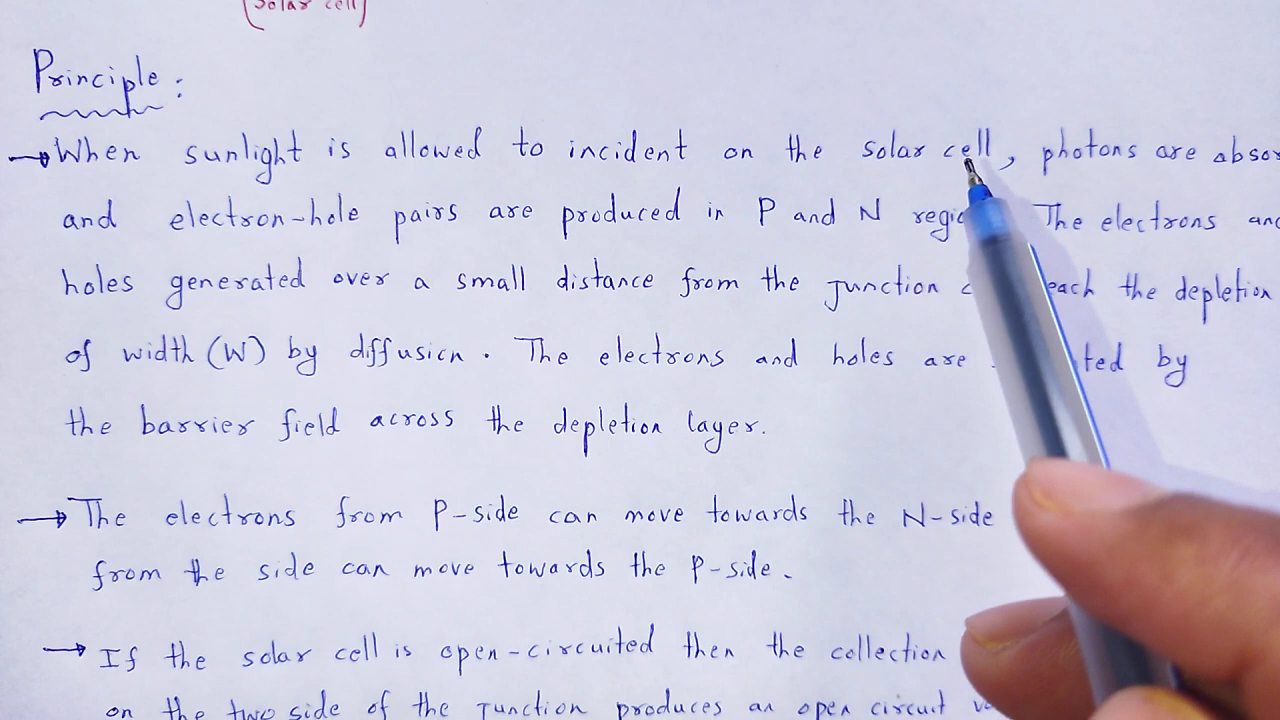 (solar cell)
Principle :
→ When sunlight is allowed to incident on the solar cell, photons are absor
and electron-hole pairs are produced in P and N regio The electrons and
holes generated over a small distance from the junction each the depletion
of width (W) by diffusion. The electrons and holes are ted by
the barrier field across the depletion layer.
→ The electrons from P-side can move towards the N-side
from the side can move towards the P-side.
→ If the solar cell is open-circuited then the collection
on the two side of the junction produces an open circuit